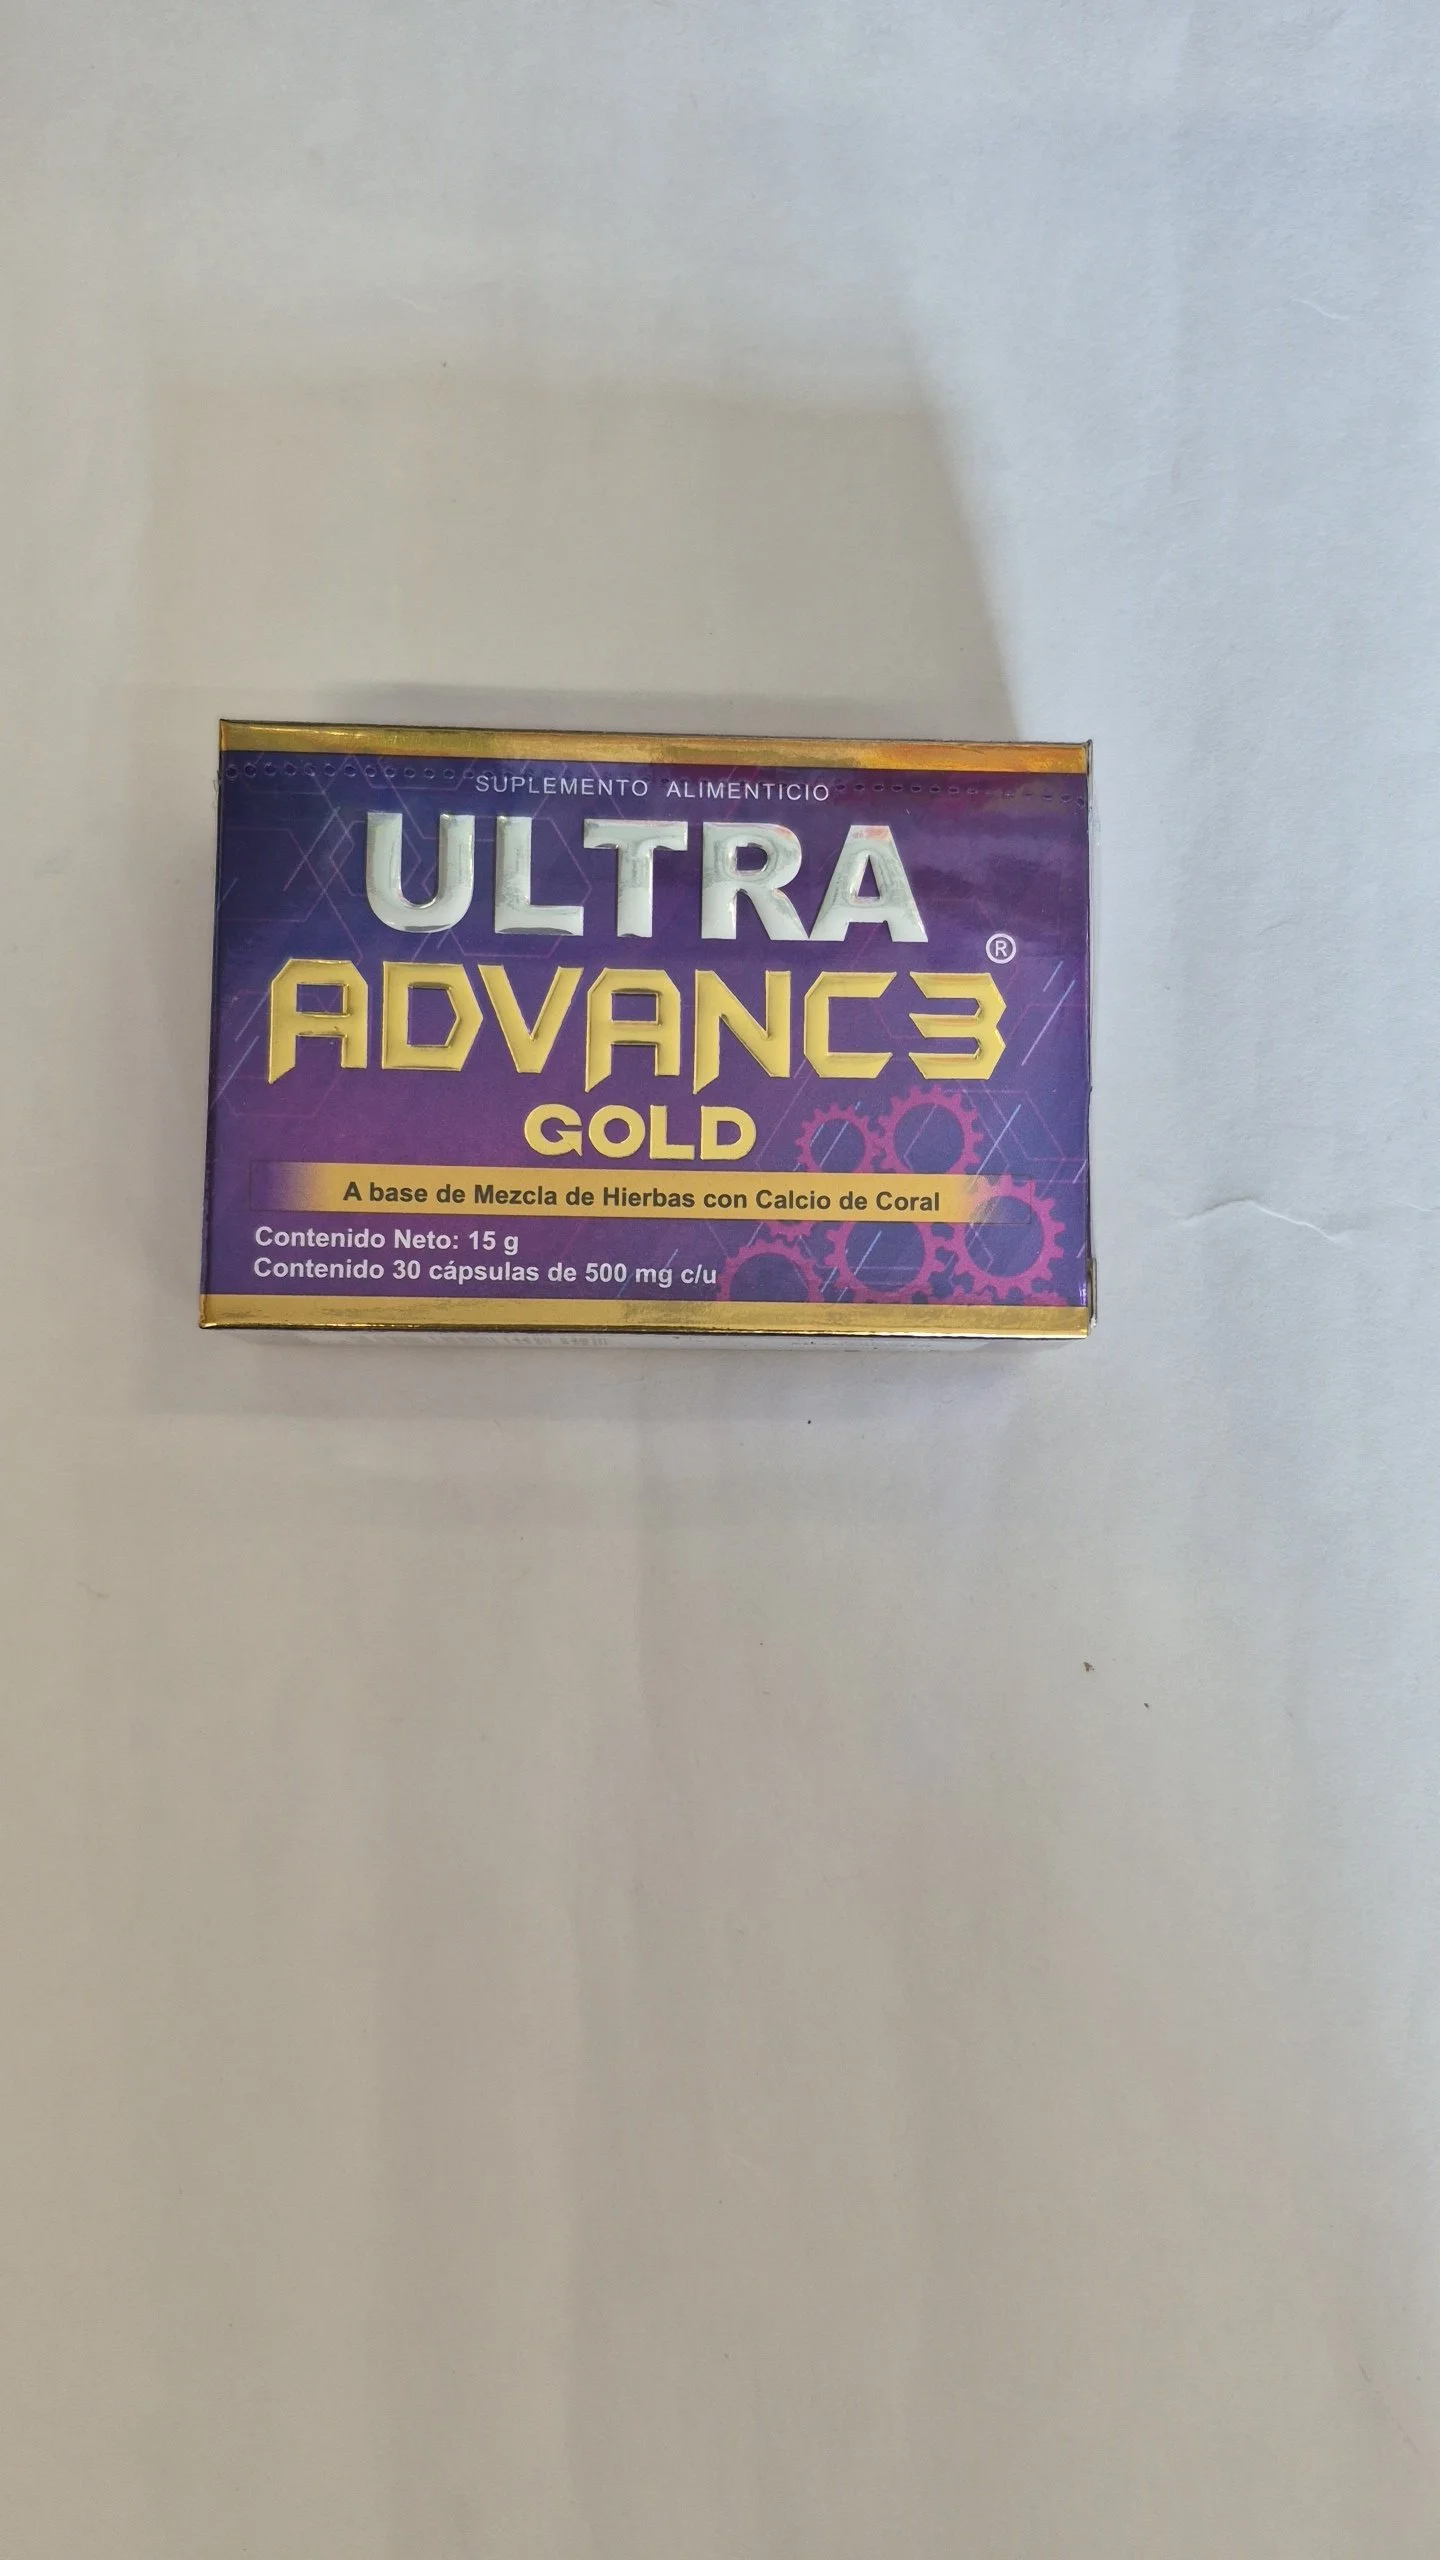 SUPLEMENTO ALIMENTICIO
ULTRA
ADVANC3
®
GOLD
A base de Mezcla de Hierbas con Calcio de Coral
Contenido Neto: 15 g
Contenido 30 cápsulas de 500 mg c/u